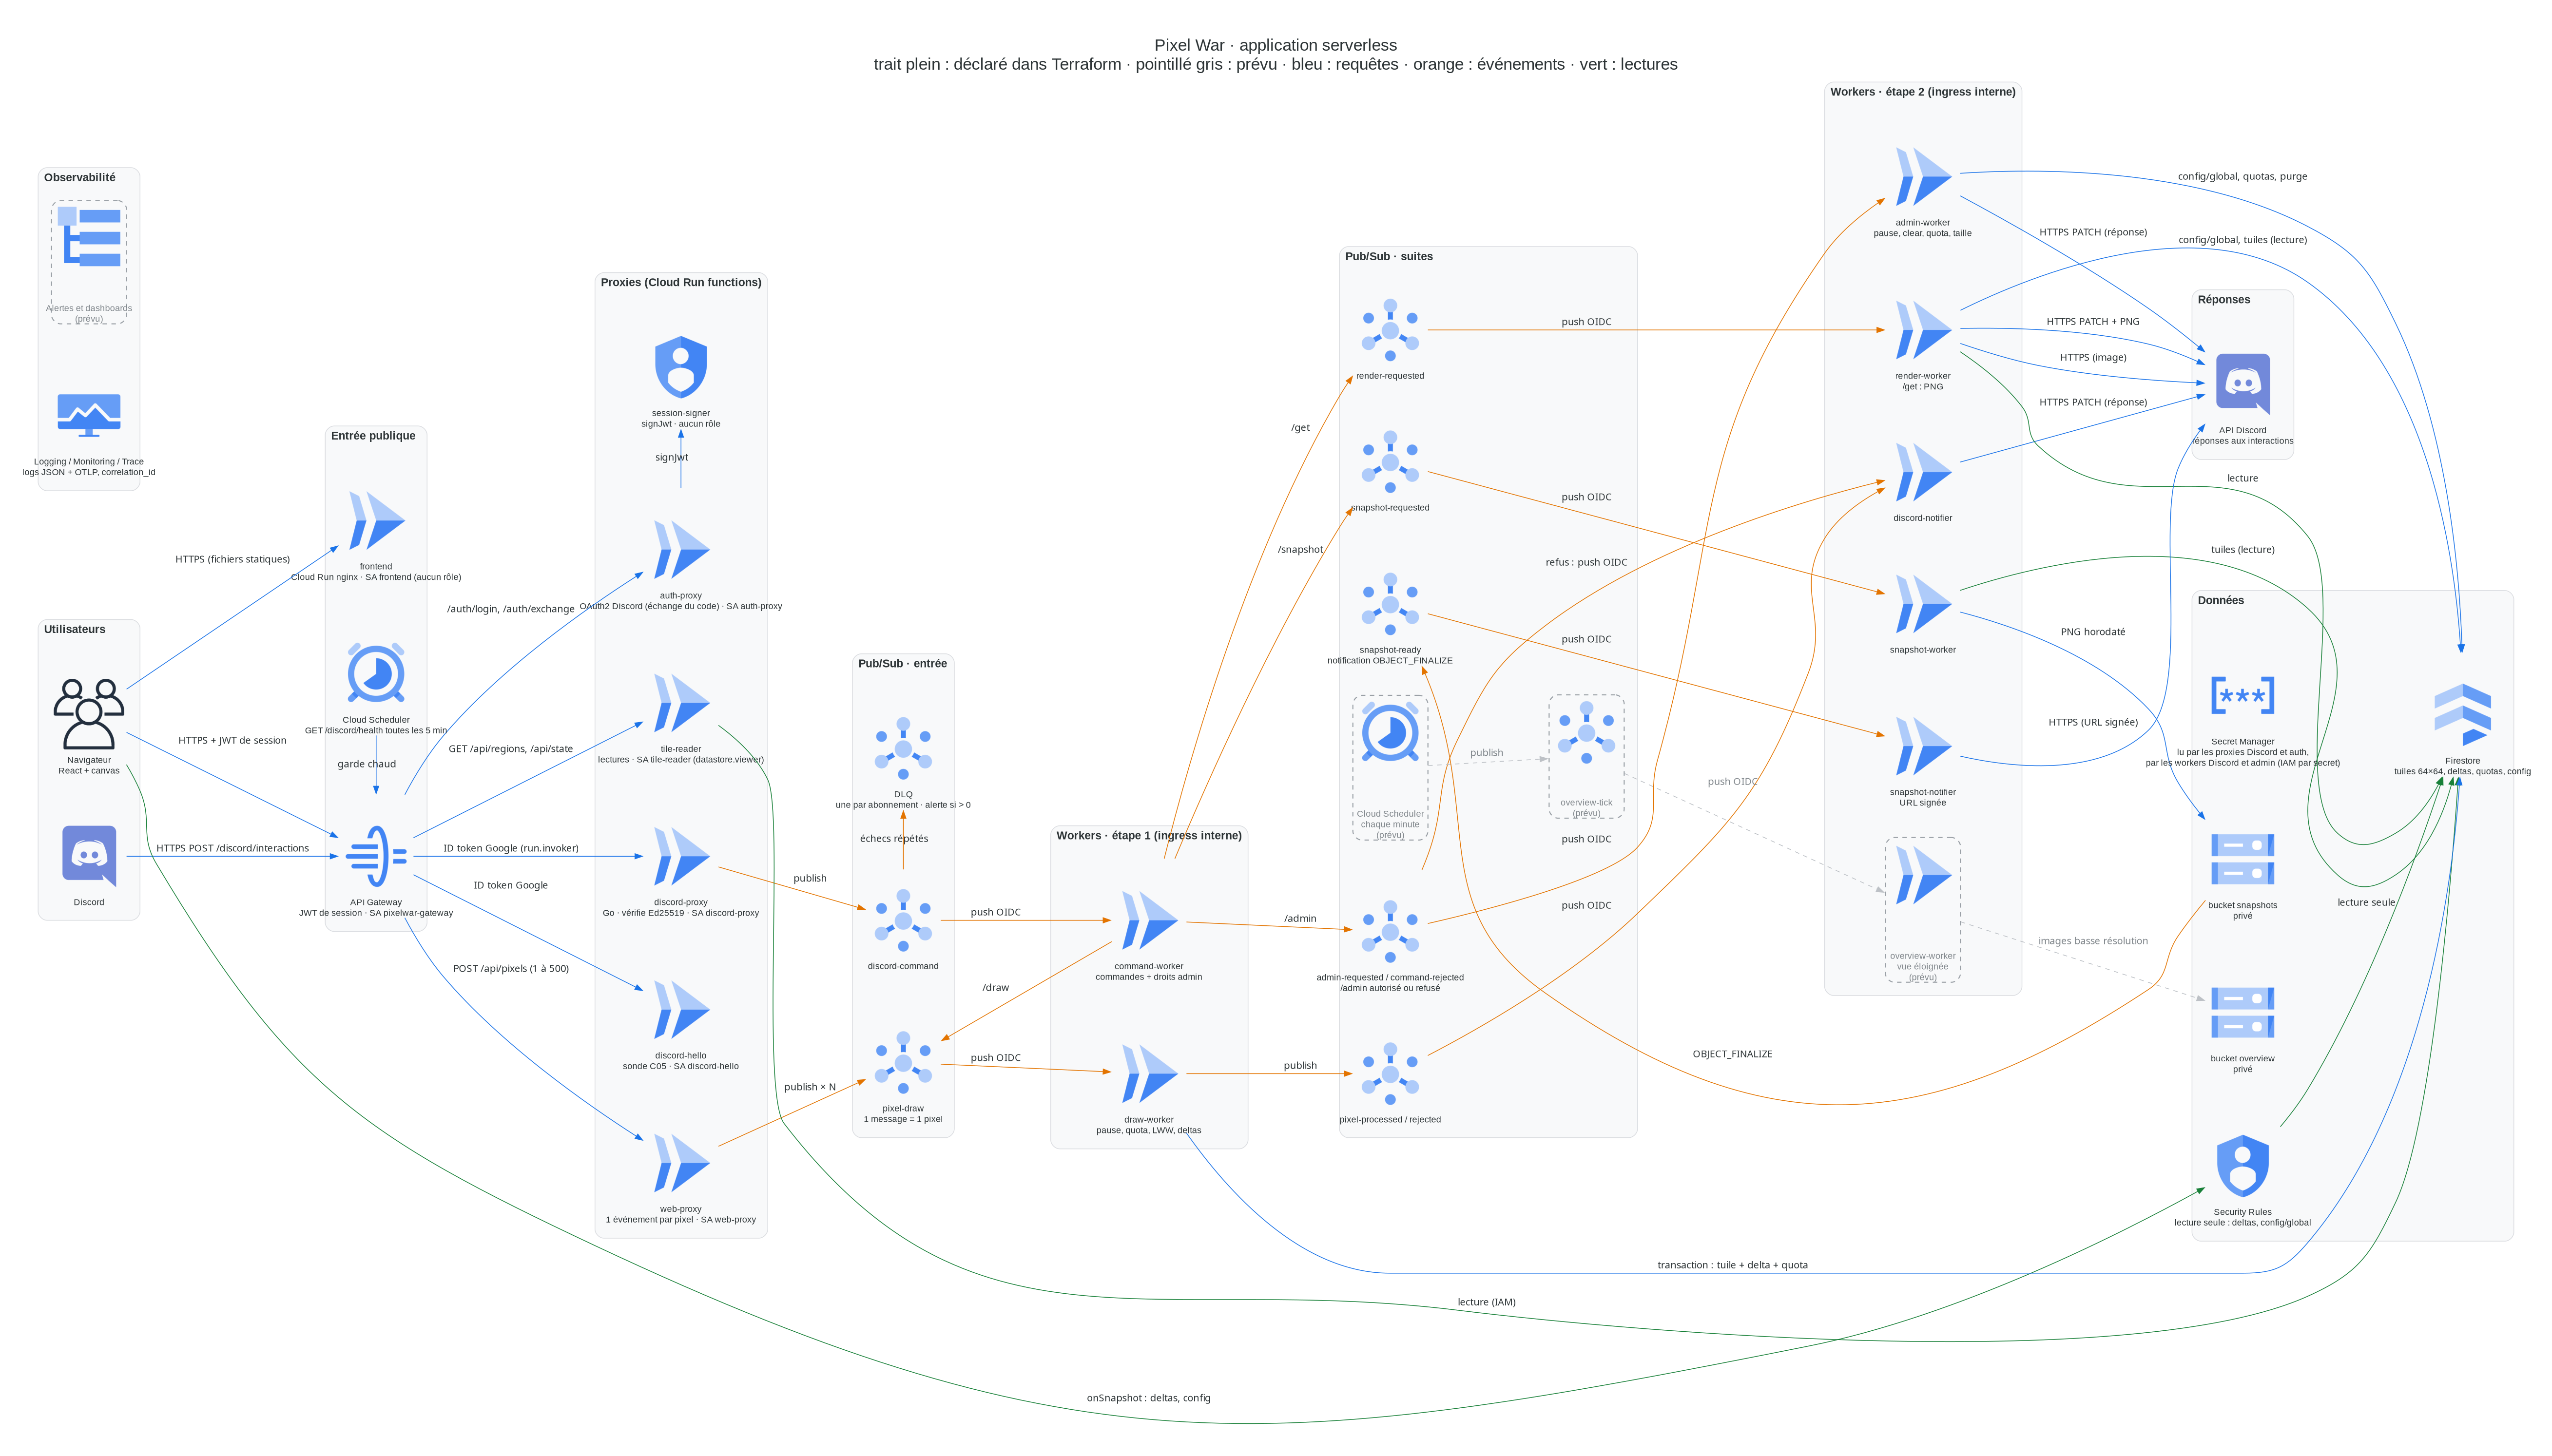 Pixel War · application serverless
trait plein : déclaré dans Terraform · pointillé gris : prévu · bleu : requêtes · orange : événements · vert : lectures
Observabilité
Alertes et dashboards
(prévu)
Logging / Monitoring / Trace
logs JSON + OTLP, correlation_id
Utilisateurs
Navigateur
React + canvas
Discord
HTTPS (fichiers statiques)
HTTPS + JWT de session
HTTPS POST /discord/interactions
Entrée publique
frontend
Cloud Run nginx · SA frontend (aucun rôle)
Cloud Scheduler
GET /discord/health toutes les 5 min
garde chaud
API Gateway
JWT de session · SA pixelwar-gateway
/auth/login, /auth/exchange
GET /api/regions, /api/state
ID token Google (run.invoker)
ID token Google
POST /api/pixels (1 à 500)
Proxies (Cloud Run functions)
session-signer
signJwt · aucun rôle
signJwt
auth-proxy
OAuth2 Discord (échange du code) · SA auth-proxy
tile-reader
lectures · SA tile-reader (datastore.viewer)
discord-proxy
Go · vérifie Ed25519 · SA discord-proxy
discord-hello
sonde C05 · SA discord-hello
web-proxy
1 événement par pixel · SA web-proxy
publish
publish × N
Pub/Sub · entrée
DLQ
une par abonnement · alerte si > 0
échecs répétés
discord-command
pixel-draw
1 message = 1 pixel
push OIDC
/draw
push OIDC
Workers · étape 1 (ingress interne)
command-worker
commandes + droits admin
draw-worker
pause, quota, LWW, deltas
/get
/snapshot
/admin
publish
Pub/Sub · suites
render-requested
snapshot-requested
snapshot-ready
notification OBJECT_FINALIZE
Cloud Scheduler
chaque minute
(prévu)
publish
overview-tick
(prévu)
admin-requested / command-rejected
/admin autorisé ou refusé
pixel-processed / rejected
push OIDC
push OIDC
refus : push OIDC
push OIDC
push OIDC
push OIDC
push OIDC
OBJECT_FINALIZE
Workers · étape 2 (ingress interne)
admin-worker
pause, clear, quota, taille
render-worker
/get : PNG
discord-notifier
snapshot-worker
snapshot-notifier
URL signée
overview-worker
vue éloignée
(prévu)
config/global, quotas, purge
HTTPS PATCH (réponse)
config/global, tuiles (lecture)
HTTPS PATCH + PNG
HTTPS (image)
HTTPS PATCH (réponse)
lecture
tuiles (lecture)
PNG horodaté
HTTPS (URL signée)
images basse résolution
Réponses
API Discord
réponses aux interactions
Données
Secret Manager
lu par les proxies Discord et auth,
par les workers Discord et admin (IAM par secret)
Firestore
tuiles 64×64, deltas, quotas, config
bucket snapshots
privé
lecture seule
bucket overview
privé
Security Rules
lecture seule : deltas, config/global
transaction : tuile + delta + quota
lecture (IAM)
onSnapshot : deltas, config